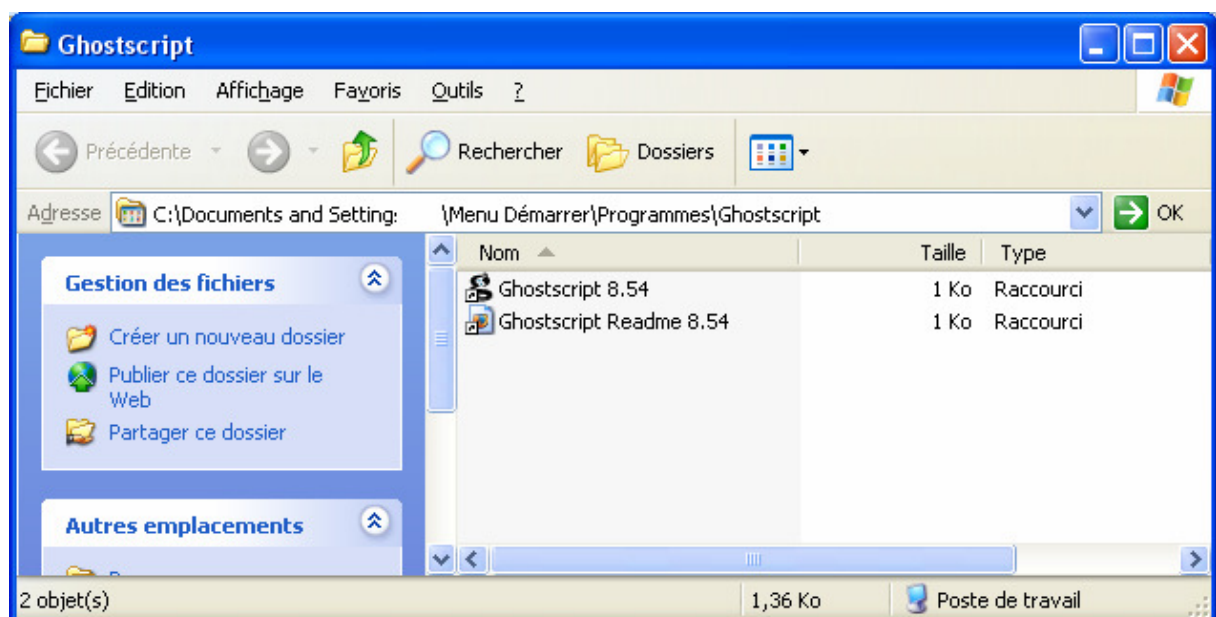 Ghostscript
Fichier Edition Affichage Favoris Outils ?
Précédente Rechercher Dossiers
Adresse C:\Documents and Setting: \Menu Démarrer\Programmes\Ghostscript OK
Nom Taille Type
Gestion des fichiers
Créer un nouveau dossier
Publier ce dossier sur le
Web
Partager ce dossier
Autres emplacements
Ghostscript 8.54 1 Ko Raccourci
Ghostscript Readme 8.54 1 Ko Raccourci
2 objet(s) 1,36 Ko Poste de travail